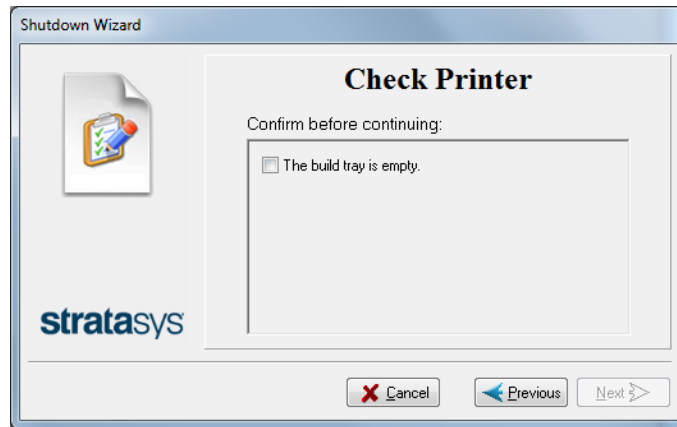 Shutdown Wizard
Check Printer
Confirm before continuing:
The build tray is empty.
stratasys
Cancel
Previous
Next